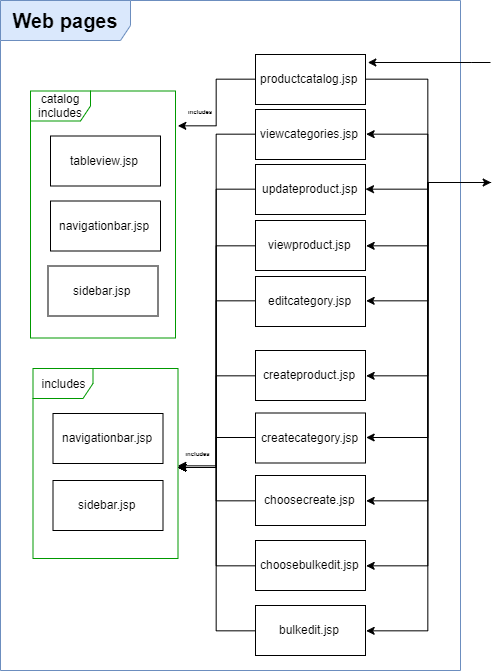 Web pages
productcatalog.jsp
catalog
includes
includes
viewcategories.jsp
tableview.jsp
updateproduct.jsp
navigationbar.jsp
viewproduct.jsp
sidebar.jsp
editcategory.jsp
includes
createproduct.jsp
navigationbar.jsp
createcategory.jsp
includes
sidebar.jsp
choosecreate.jsp
choosebulkedit.jsp
bulkedit.jsp